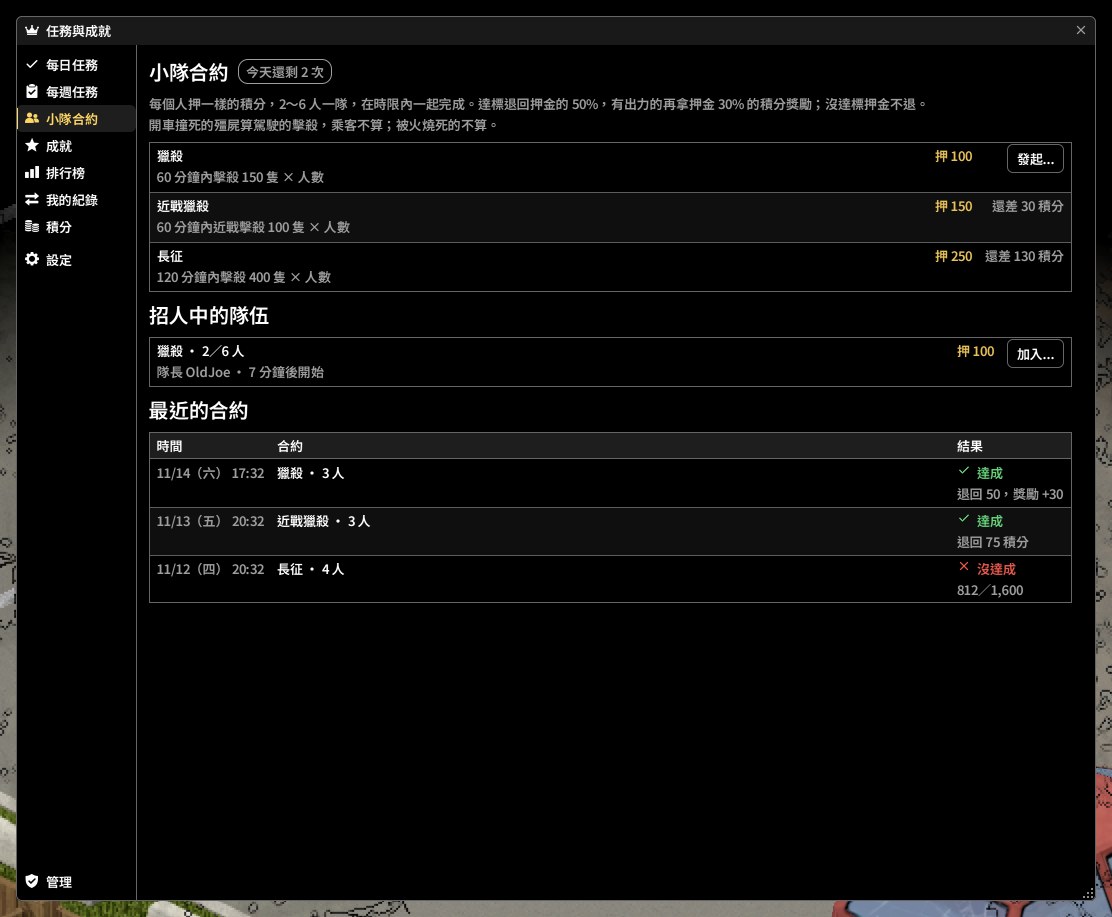 任務與成就
每日任務
每週任務
小隊合約
成就
排行榜
我的紀錄
積分
設定
管理
小隊合約 今天還剩 2 次
每個人押一樣的積分，2～6 人一隊，在時限內一起完成。達標退回押金的 50%，有出力的再拿押金 30% 的積分獎勵；沒達標押金不退。
開車撞死的殭屍算駕駛的擊殺，乘客不算；被火燒死的不算。
獵殺 押 100 發起...
60 分鐘內擊殺 150 隻 × 人數
近戰獵殺 押 150 還差 30 積分
60 分鐘內近戰擊殺 100 隻 × 人數
長征 押 250 還差 130 積分
120 分鐘內擊殺 400 隻 × 人數
招人中的隊伍
獵殺 • 2／6 人 押 100 加入...
隊長 OldJoe • 7 分鐘後開始
最近的合約
時間 合約 結果
11/14（六） 17:32 獵殺 • 3 人 達成
退回 50，獎勵 +30
11/13（五） 20:32 近戰獵殺 • 3 人 達成
退回 75 積分
11/12（四） 20:32 長征 • 4 人 沒達成
812／1,600